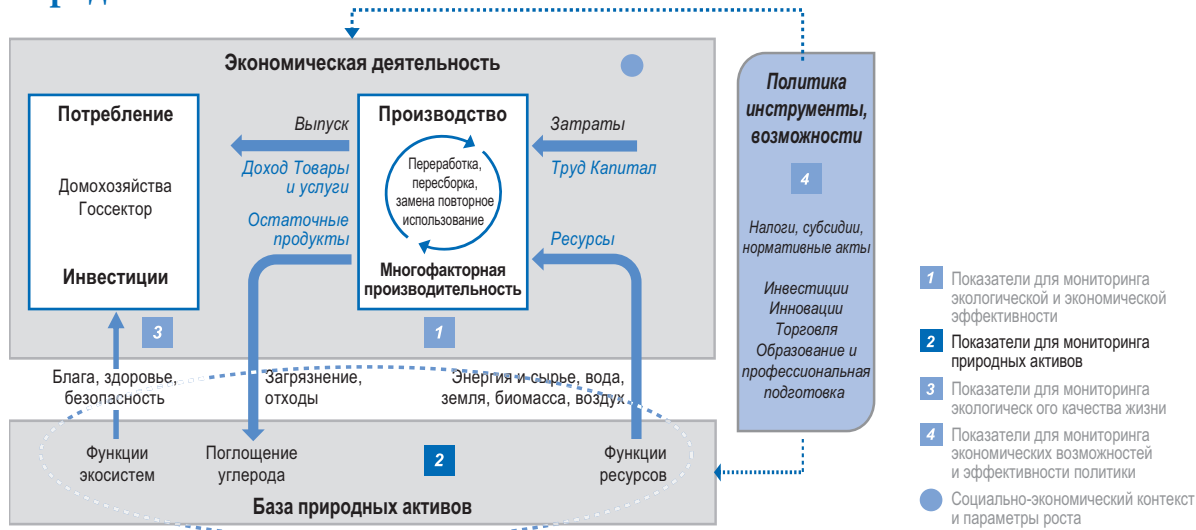 Экономическая деятельность
Потребление
Домохозяйства
Госсектор
Инвестиции
Выпуск
Доход Товары
и услуги
Остаточные
продукты
Производство
Переработка,
пересборка,
замена повторное
использование
Многофакторная
производительность
Затраты
Труд Капитал
Ресурсы
3
1
Блага, здоровье,
безопасность
Загрязнение,
отходы
Энергия и сырье, вода,
земля, биомасса, воздух
Функции
экосистем
Поглощение
углерода
2
Функции
ресурсов
База природных активов
Политика
инструменты,
возможности
4
Налоги, субсидии,
нормативные акты
Инвестиции
Инновации
Торговля
Образование и
профессиональная
подготовка
1 Показатели для мониторинга
экологической и экономической
эффективности
2 Показатели для мониторинга
природных активов
3 Показатели для мониторинга
экологическ ого качества жизни
4 Показатели для мониторинга
экономических возможностей
и эффективности политики
Социально-экономический контекст
и параметры роста